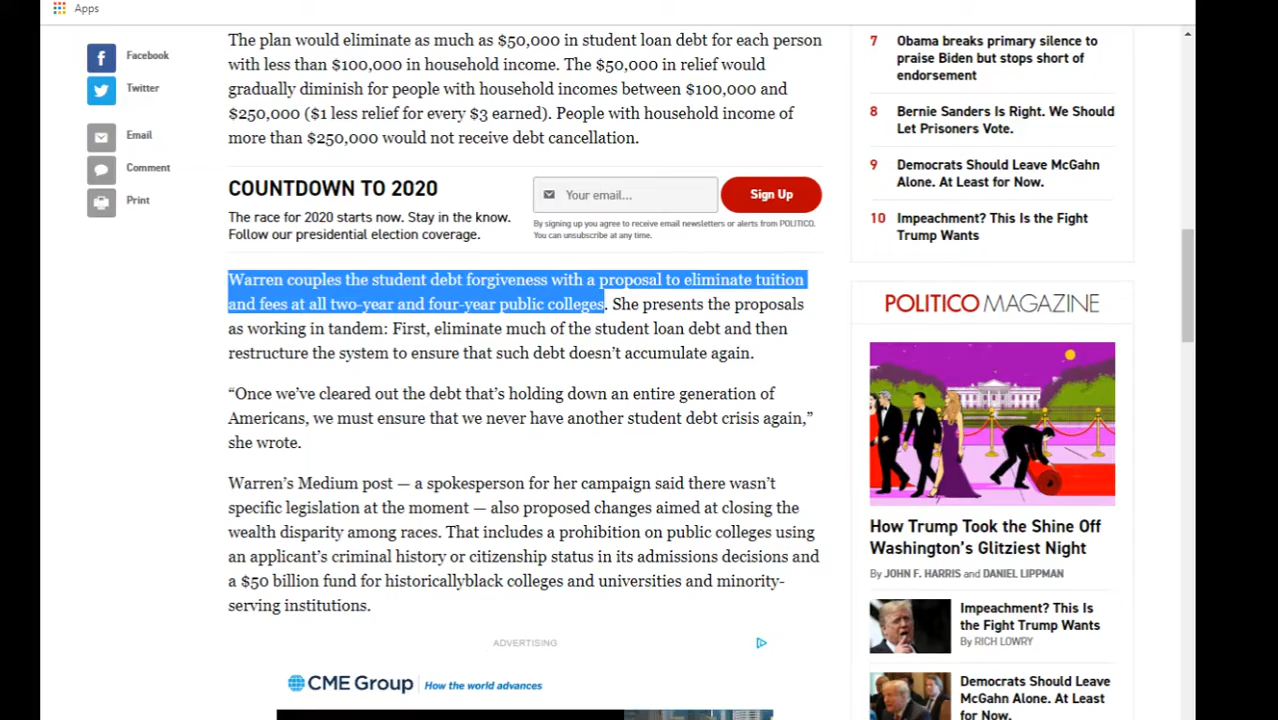 Apps
Facebook
Twitter
Email
Comment
Print
The plan would eliminate as much as $50,000 in student loan debt for each person
with less than $100,000 in household income. The $50,000 in relief would
gradually diminish for people with household incomes between $100,000 and
$250,000 ($1 less relief for every $3 earned). People with household income of
more than $250,000 would not receive debt cancellation.
COUNTDOWN TO 2020
The race for 2020 starts now. Stay in the know.
Follow our presidential election coverage.
Your email...
Sign Up
By signing up you agree to receive email newsletters or alerts from POLITICO.
You can unsubscribe at any time.
Warren couples the student debt forgiveness with a proposal to eliminate tuition
and fees at all two-year and four-year public colleges. She presents the proposals
as working in tandem: First, eliminate much of the student loan debt and then
restructure the system to ensure that such debt doesn’t accumulate again.
“Once we’ve cleared out the debt that’s holding down an entire generation of
Americans, we must ensure that we never have another student debt crisis again,”
she wrote.
Warren’s Medium post — a spokesperson for her campaign said there wasn’t
specific legislation at the moment — also proposed changes aimed at closing the
wealth disparity among races. That includes a prohibition on public colleges using
an applicant’s criminal history or citizenship status in its admissions decisions and
a $50 billion fund for historicallyblack colleges and universities and minority-
serving institutions.
ADVERTISING
CME Group How the world advances
7 Obama breaks primary silence to
praise Biden but stops short of
endorsement
8 Bernie Sanders Is Right. We Should
Let Prisoners Vote.
9 Democrats Should Leave McGahn
Alone. At Least for Now.
10 Impeachment? This Is the Fight
Trump Wants
POLITICO MAGAZINE
How Trump Took the Shine Off
Washington’s Glitziest Night
By JOHN F. HARRIS and DANIEL LIPPMAN
Impeachment? This Is
the Fight Trump Wants
By RICH LOWRY
Democrats Should Leave
McGahn Alone. At Least
for Now.